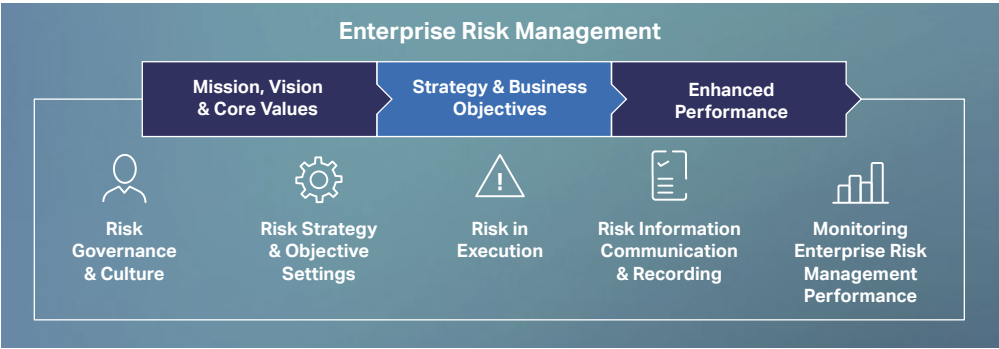 Enterprise Risk Management
Mission, Vision
& Core Values
Strategy & Business
Objectives
Enhanced
Performance
Risk
Governance
& Culture
Risk Strategy
& Objective
Settings
Risk in
Execution
Risk Information
Communication
& Recording
Monitoring
Enterprise Risk
Management
Performance